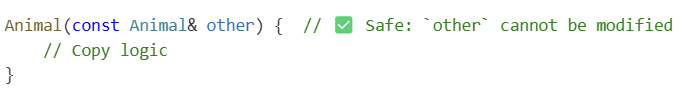 Animal(const Animal& other) {  // ✅ Safe: `other` cannot be modified
    // Copy logic
}